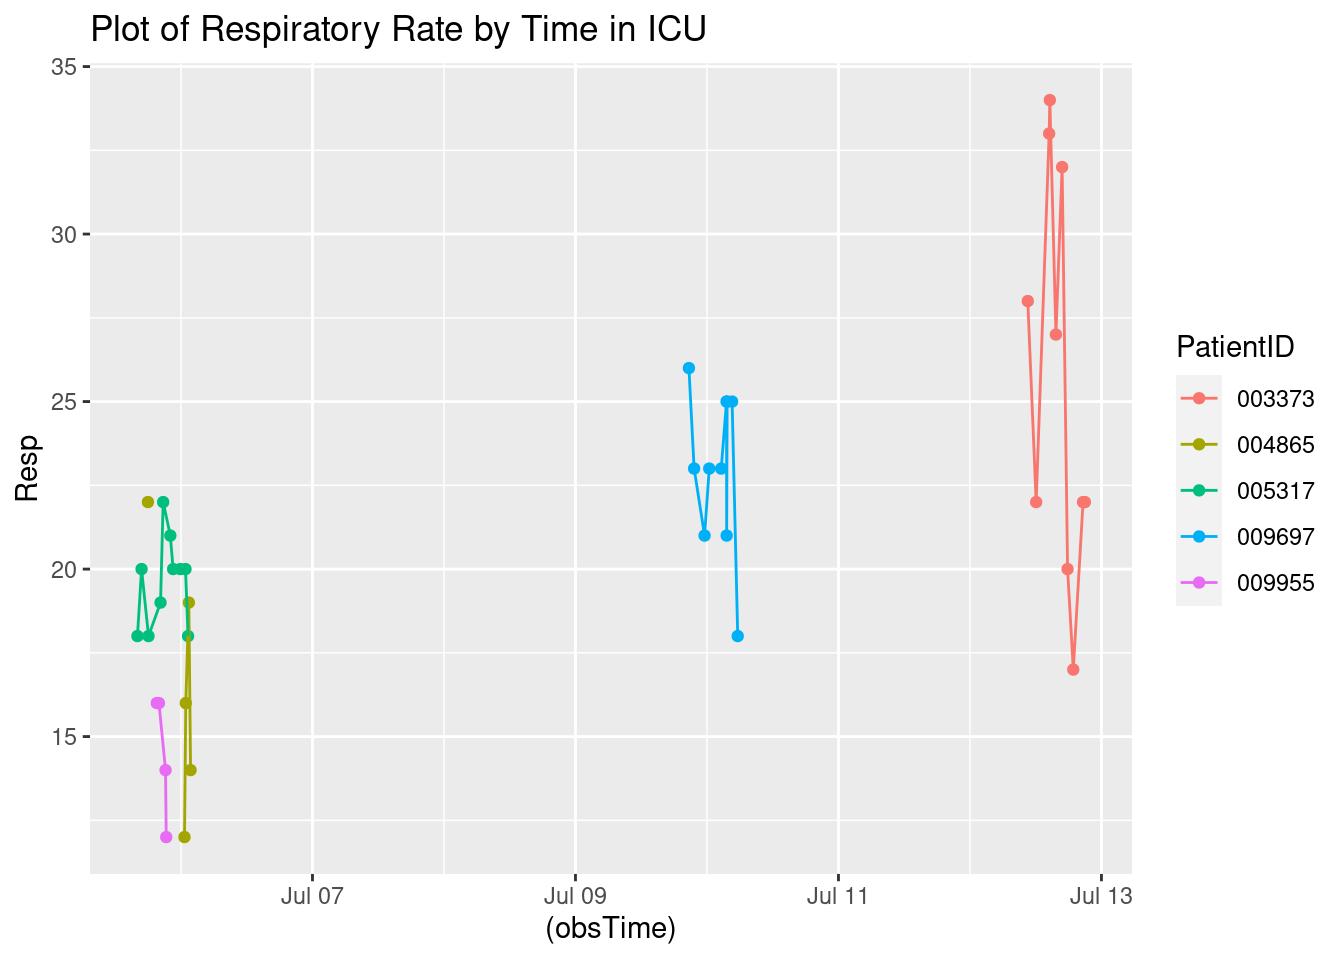 Plot of Respiratory Rate by Time in ICU
35
30
25
20
15
Resp
Jul 07
Jul 09
Jul 11
Jul 13
(obsTime)
PatientID
003373
004865
005317
009697
009955